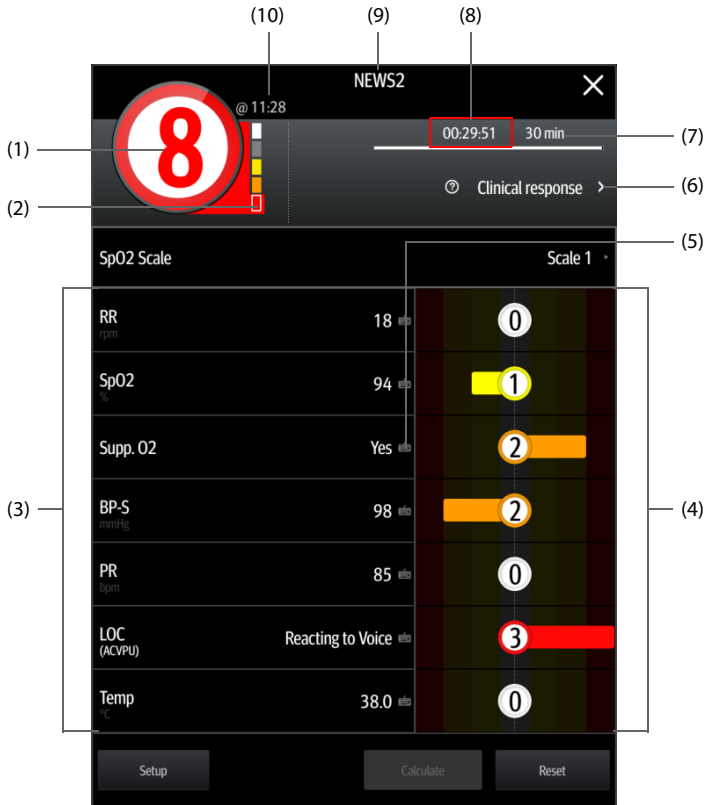 (10) (9) (8)
NEWS2
@ 11:28
00:29:51 30 min
(7)
(1) 8
? Clinical response
(6)
(2)
(5)
SpO2 Scale Scale 1
RR 18 0
rpm
SpO2 94 1
%
Supp. O2 Yes 2
(3) BP-S 98 2 (4)
mmHg
PR 85 0
bpm
LOC Reacting to Voice 3
(ACVPU)
Temp 38.0 0
°C
Setup Calculate Reset